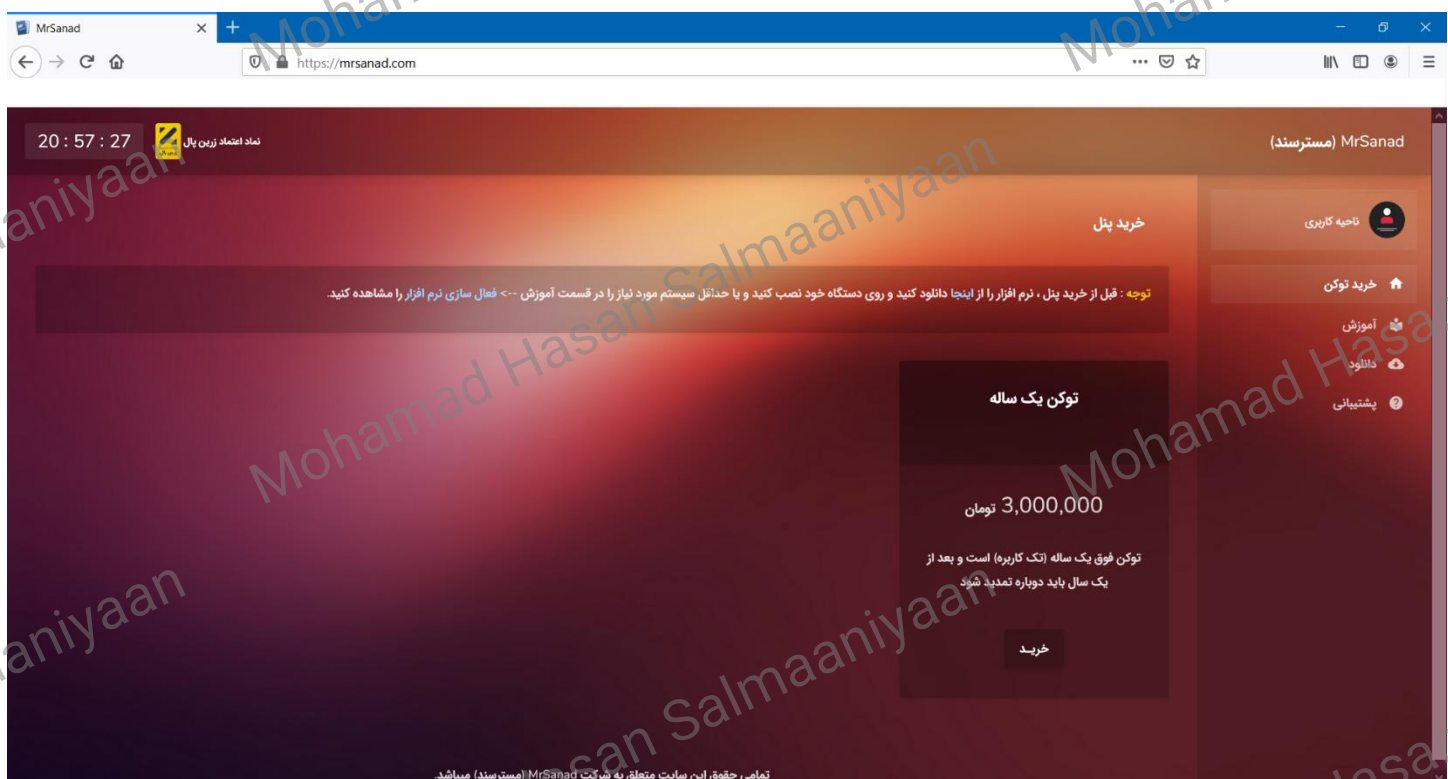 MrSanad
https://mrsanad.com
MrSanad (مسترسند)
نماد اعتماد زرین پال
20 : 57 : 27
ناحیه کاربری
خرید توکن
آموزش
دانلود
پشتیبانی
خرید پنل
توجه : قبل از خرید پنل ، نرم افزار را از اینجا دانلود کنید و روی دستگاه خود نصب کنید و یا حداقل سیستم مورد نیاز را در قسمت آموزش --> فعال سازی نرم افزار را مشاهده کنید.
توکن یک ساله
3,000,000 تومان
توکن فوق یک ساله (تک کاربره) است و بعد از
یک سال باید دوباره تمدید شود
خریـد
تمامی حقوق این سایت متعلق به شرکت MrSanad (مسترسند) میباشد.
Mohamad Hasan Salmaaniyaan